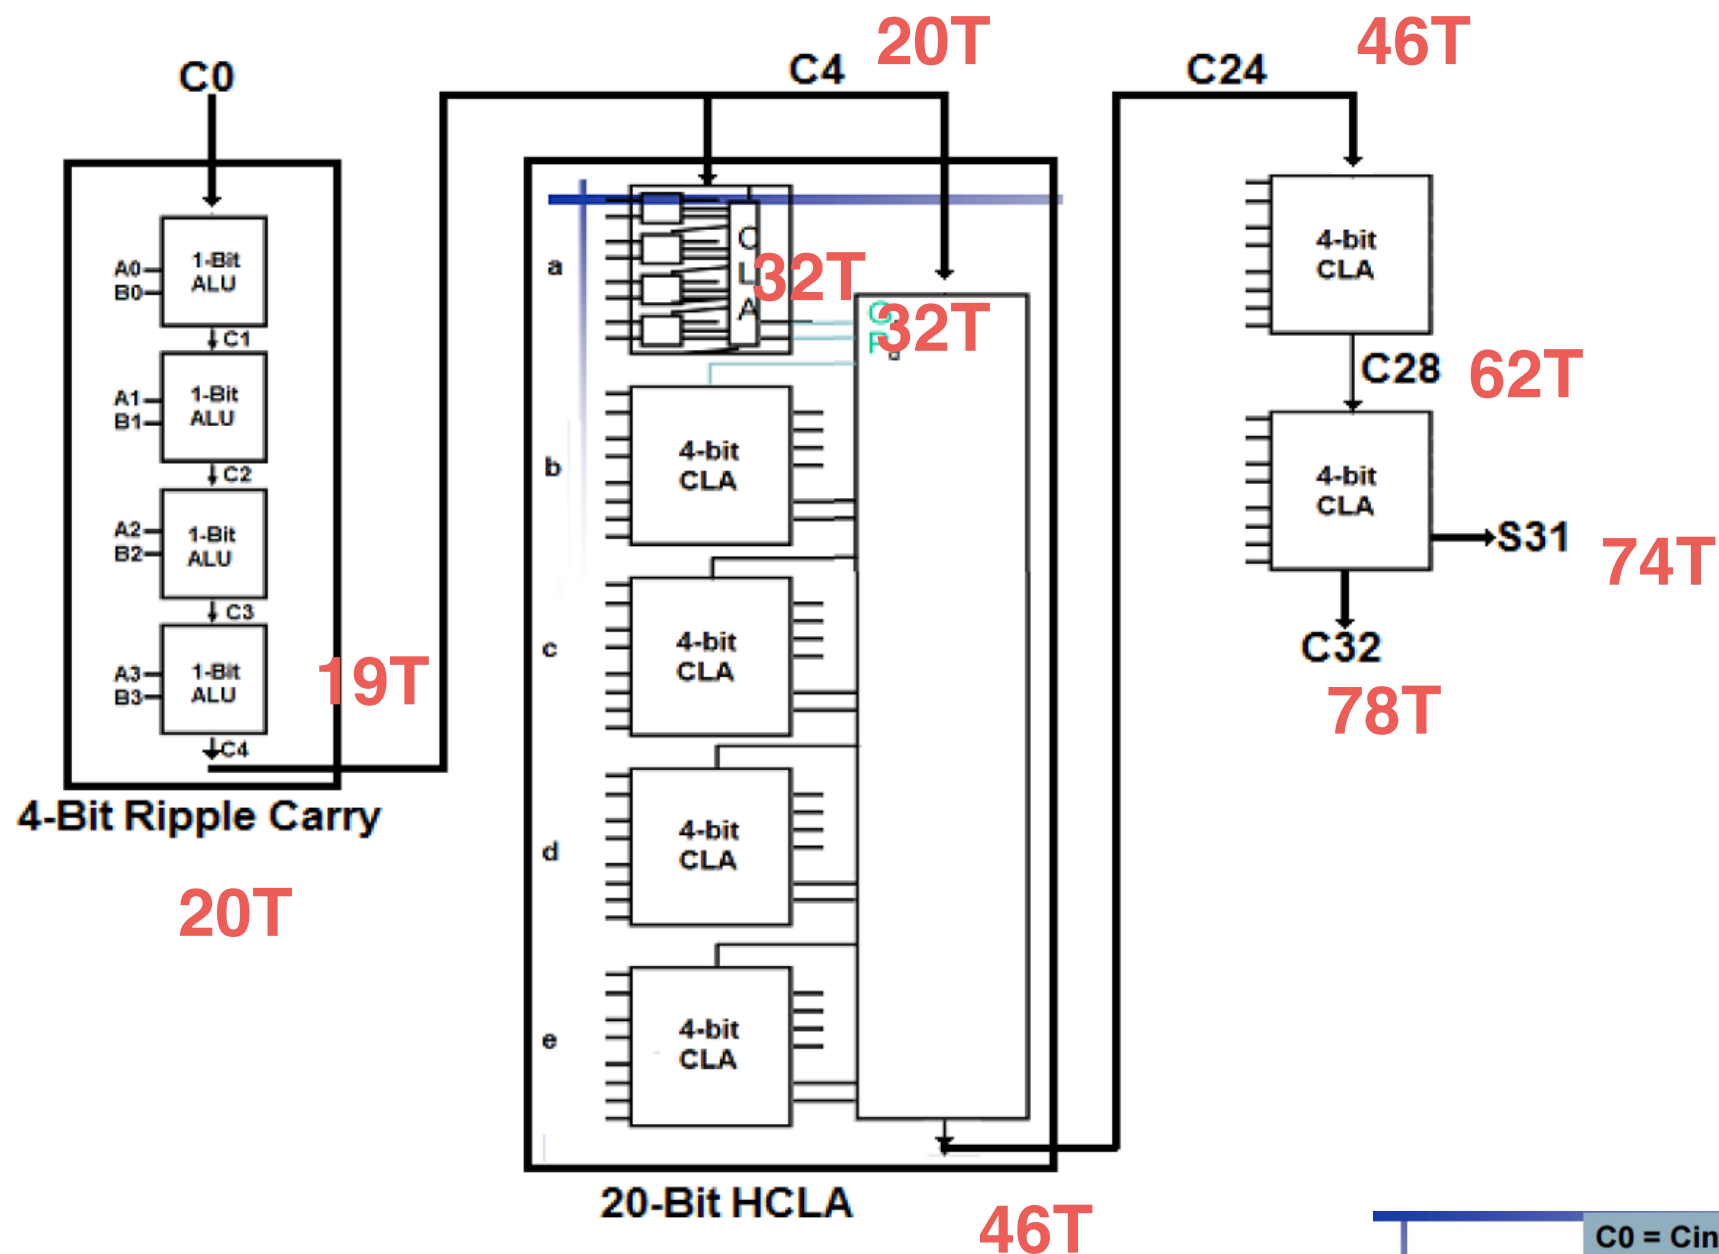 C0
1-Bit
ALU
A0
B0
C1
1-Bit
ALU
A1
B1
C2
1-Bit
ALU
A2
B2
C3
1-Bit
ALU
A3
B3
19T
C4
4-Bit Ripple Carry
20T
C4
20T
a
C
L
A
32T
G
P
32T
b
4-bit
CLA
c
4-bit
CLA
d
4-bit
CLA
e
4-bit
CLA
20-Bit HCLA
46T
C24
46T
4-bit
CLA
C28
62T
4-bit
CLA
S31
74T
C32
78T
C0 = Cin